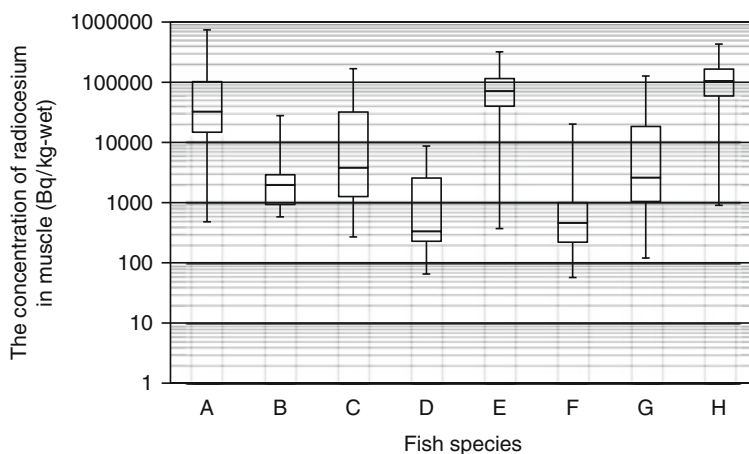 The concentration of radiocesium
in muscle (Bq/kg-wet)
1000000
100000
10000
1000
100
10
1
A B C D E F G H
Fish species